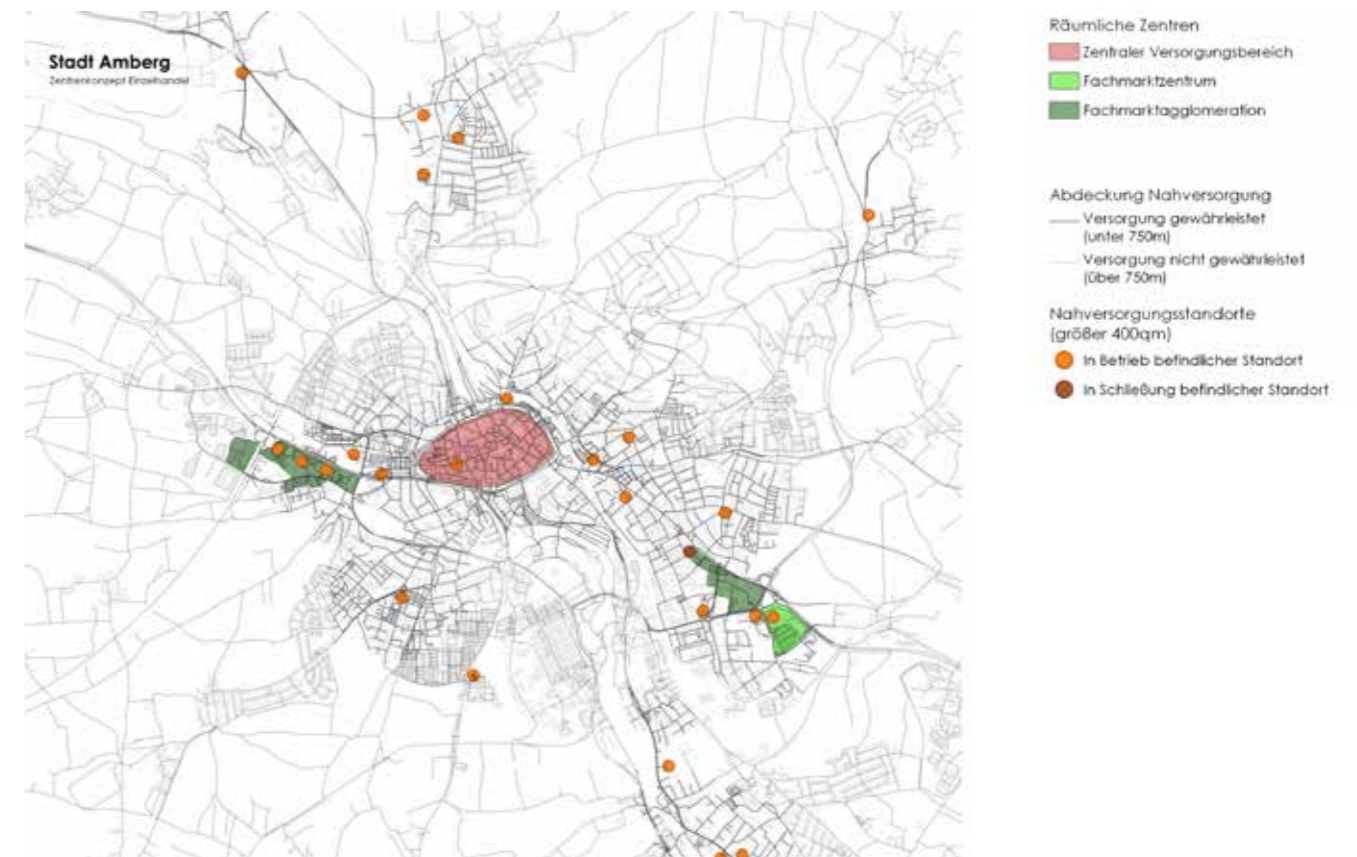 Stadt Amberg
Zentrenkonzept Einzelhandel
Räumliche Zentren
Zentraler Versorgungsbereich
Fachmarktzentrum
Fachmarktagglomeration
Abdeckung Nahversorgung
Versorgung gewährleistet
(unter 750m)
Versorgung nicht gewährleistet
(über 750m)
Nahversorgungsstandorte
(größer 400qm)
In Betrieb befindlicher Standort
In Schließung befindlicher Standort